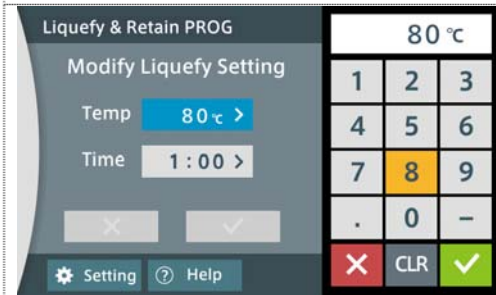 Liquefy & Retain PROG
Modify Liquefy Setting
Temp 80℃ >
Time 1:00 >
Setting ? Help
80 ℃
1 2 3
4 5 6
7 8 9
. 0 –
CLR